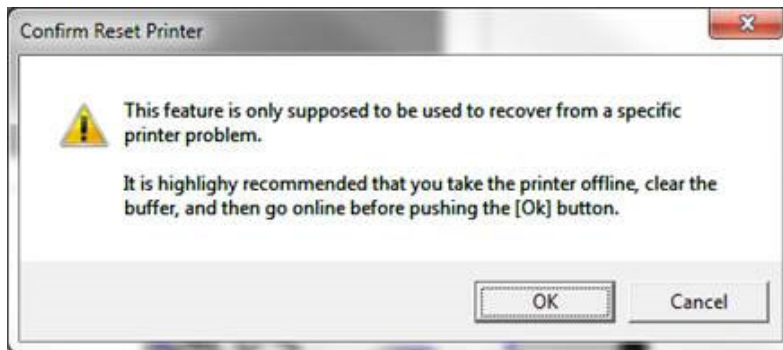 Confirm Reset Printer
This feature is only supposed to be used to recover from a specific
printer problem.
It is highlighy recommended that you take the printer offline, clear the
buffer, and then go online before pushing the [Ok] button.
OK
Cancel